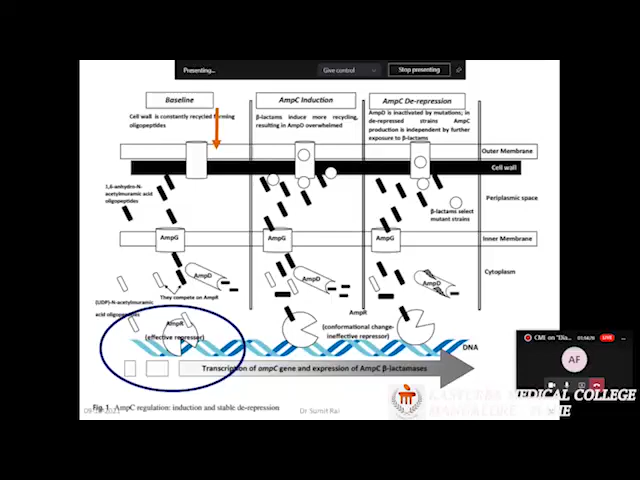 Presenting...
Give control
Stop presenting
Baseline
AmpC Induction
AmpC De-repression
Cell wall is constantly recycled forming
oligopeptides
β-lactams induce more recycling,
resulting in AmpD overwhelmed
AmpD is inactivated by mutations; in
de-repressed strains AmpC
production is independent by further
exposure to β-lactams
Outer Membrane
Cell wall
1,6-anhydro-N-
acetylmuramic acid
oligopeptides
Periplasmic space
β-lactams select
mutant strains
AmpG
AmpG
AmpG
Inner Membrane
AmpD
AmpD
AmpD
Cytoplasm
They compete on AmpR
(UDP)-N-acetylmuramic
acid oligopeptides
AmpR
(effective repressor)
AmpR
(conformational change-
ineffective repressor)
DNA
Transcription of ampC gene and expression of AmpC β-lactamases
Fig. 1. AmpC regulation: induction and stable de-repression
Dr Sumit Rai
CME on "Dia...
LIVE
AF
KASTURBA MEDICAL COLLEGE